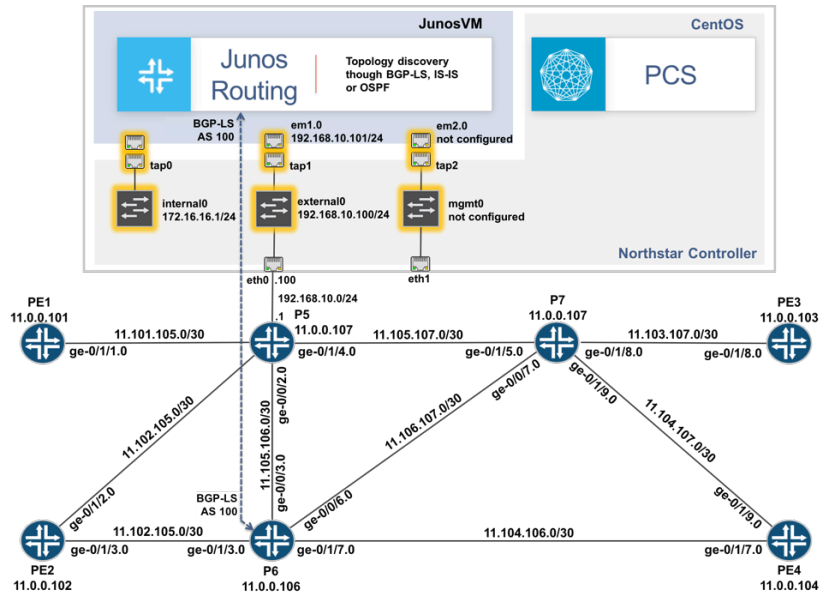 JunosVM
CentOS
Junos
Routing
Topology discovery
though BGP-LS, IS-IS
or OSPF
PCS
BGP-LS
AS 100
em1.0
192.168.10.101/24
em2.0
not configured
tap0
tap1
tap2
internal0
172.16.16.1/24
external0
192.168.10.100/24
mgmt0
not configured
Northstar Controller
eth0
.100
eth1
192.168.10.0/24
.1
PE1
11.0.0.101
P5
11.0.0.107
P7
11.0.0.107
PE3
11.0.0.103
11.101.105.0/30
ge-0/1/1.0
11.105.107.0/30
ge-0/1/4.0
ge-0/1/5.0
11.103.107.0/30
ge-0/1/8.0
ge-0/1/8.0
ge-0/0/2.0
ge-0/0/7.0
ge-0/1/9.0
11.102.105.0/30
11.105.106.0/30
11.106.107.0/30
11.104.107.0/30
ge-0/1/2.0
ge-0/0/3.0
ge-0/0/6.0
ge-0/1/9.0
BGP-LS
AS 100
11.102.105.0/30
ge-0/1/3.0
ge-0/1/3.0
11.104.106.0/30
ge-0/1/7.0
ge-0/1/7.0
PE2
11.0.0.102
P6
11.0.0.106
PE4
11.0.0.104